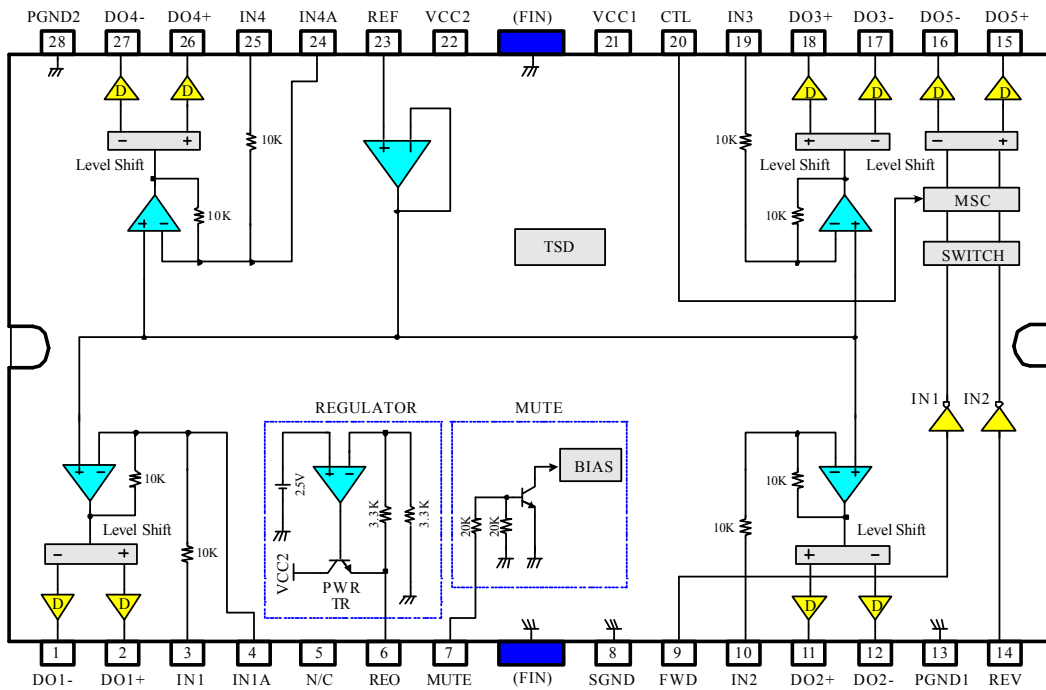 PGND2 DO4- DO4+ IN4 IN4A REF VCC2 (FIN) VCC1 CTL IN3 DO3+ DO3- DO5- DO5+
28 27 26 25 24 23 22 21 20 19 18 17 16 15
D D D D D D
10K 10K
- + + - - +
Level Shift Level Shift Level Shift
+ -
MSC
10K 10K
+ - - +
TSD SWITCH
REGULATOR MUTE IN1 IN2
BIAS
+ - + - - +
10K 2.5V 3.3K 3.3K 20K 20K 10K
10K 10K
Level Shift Level Shift
- + + -
VCC2 PWR
TR
D D D D
1 2 3 4 5 6 7 8 9 10 11 12 13 14
DO1- DO1+ IN1 IN1A N/C REO MUTE (FIN) SGND FWD IN2 DO2+ DO2- PGND1 REV